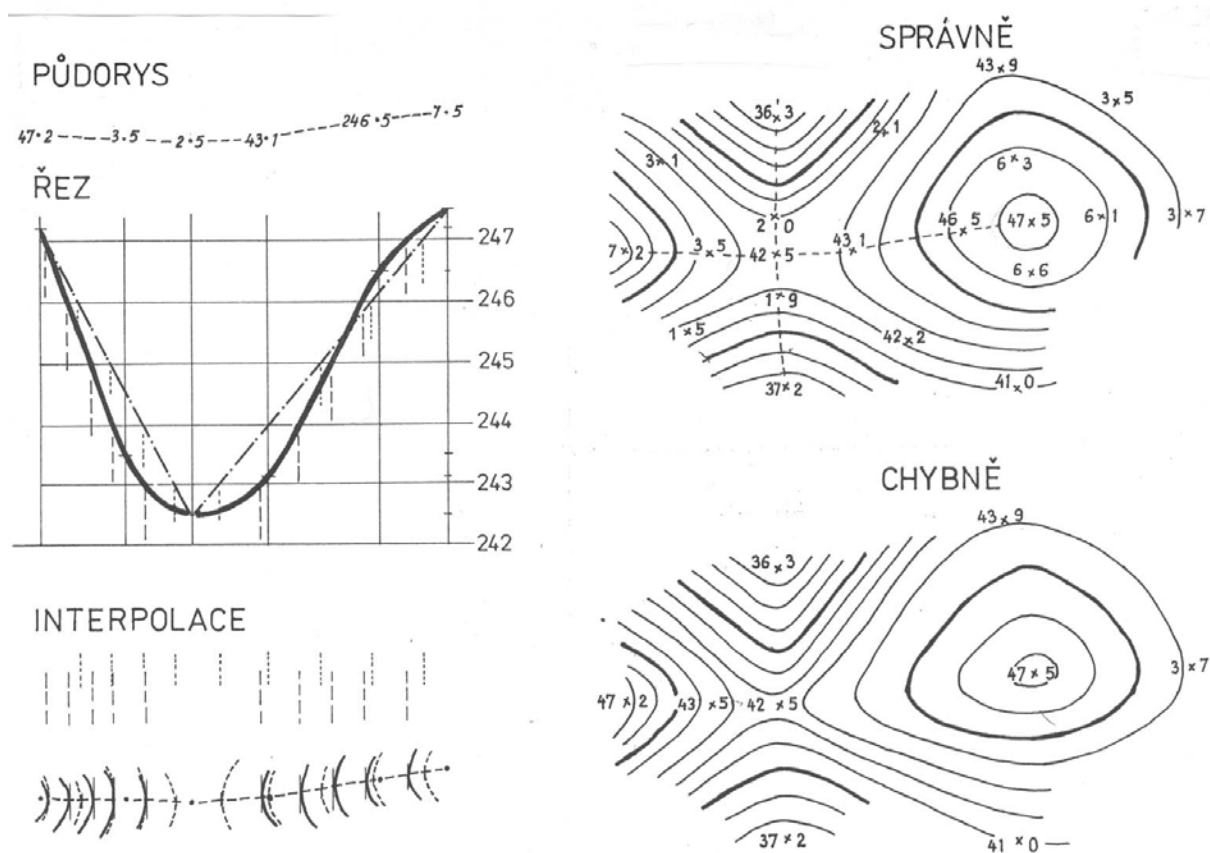 PŮDORYS
47·2 3·5 2·5 43·1 246·5 7·5
ŘEZ
247
246
245
244
243
242
INTERPOLACE
SPRÁVNĚ
43×9
36×3 2+1 3×5
3×1 6×3
2×0 46×5 47×5 6×1 3×7
7×2 3×5 42×5 43×1
6×6
1×9
1×5 42×2
37×2 41×0
CHYBNĚ
43×9
36×3
47×5 3×7
47×2 43×5 42×5
37×2 41×0